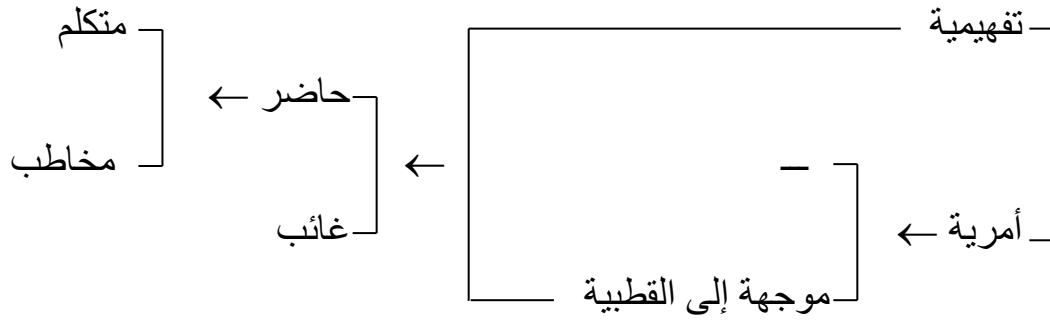 تفهيمية
متكلم
حاضر ←
مخاطب
← –
أمرية ←
غائب
موجهة إلى القطبية